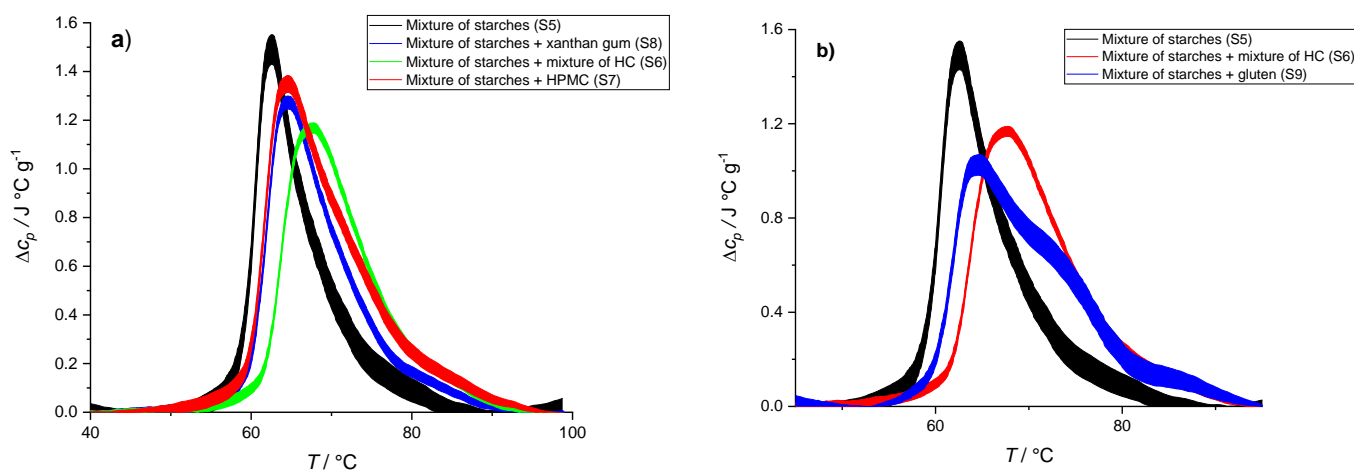 a)
Mixture of starches (S5)
Mixture of starches + xanthan gum (S8)
Mixture of starches + mixture of HC (S6)
Mixture of starches + HPMC (S7)
1.6
1.4
1.2
1.0
0.8
0.6
0.4
0.2
0.0
Δcp / J °C g-1
40 60 80 100
T / °C
b)
Mixture of starches (S5)
Mixture of starches + mixture of HC (S6)
Mixture of starches + gluten (S9)
1.6
1.2
0.8
0.4
0.0
Δcp / J °C g-1
60 80
T / °C